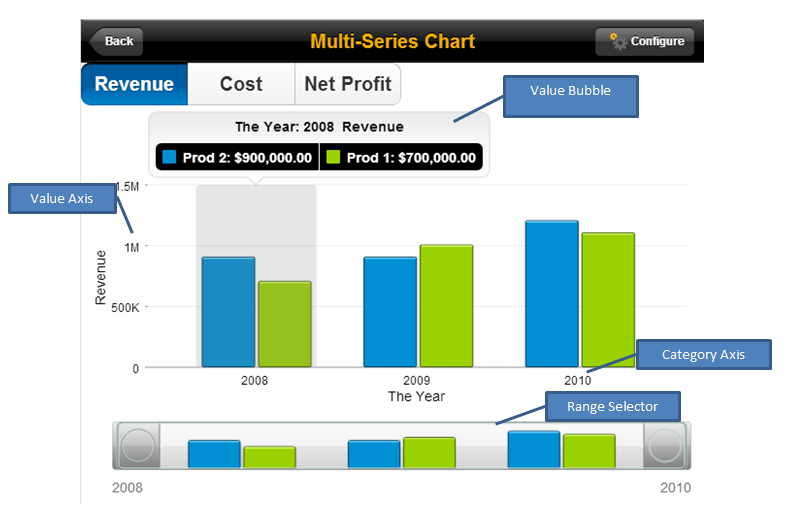 Back
Multi-Series Chart
Configure
Revenue
Cost
Net Profit
Value Bubble
The Year: 2008 Revenue
Prod 2: $900,000.00
Prod 1: $700,000.00
Value Axis
1.5M
1M
500K
0
Revenue
2008
2009
2010
The Year
Category Axis
Range Selector
2008
2010